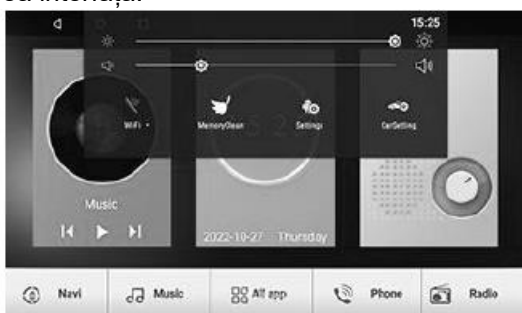 15:25
WiFi MemoryClean Settings CarSetting
Music
2022-10-27 Thursday
Navi Music All app Phone Radio